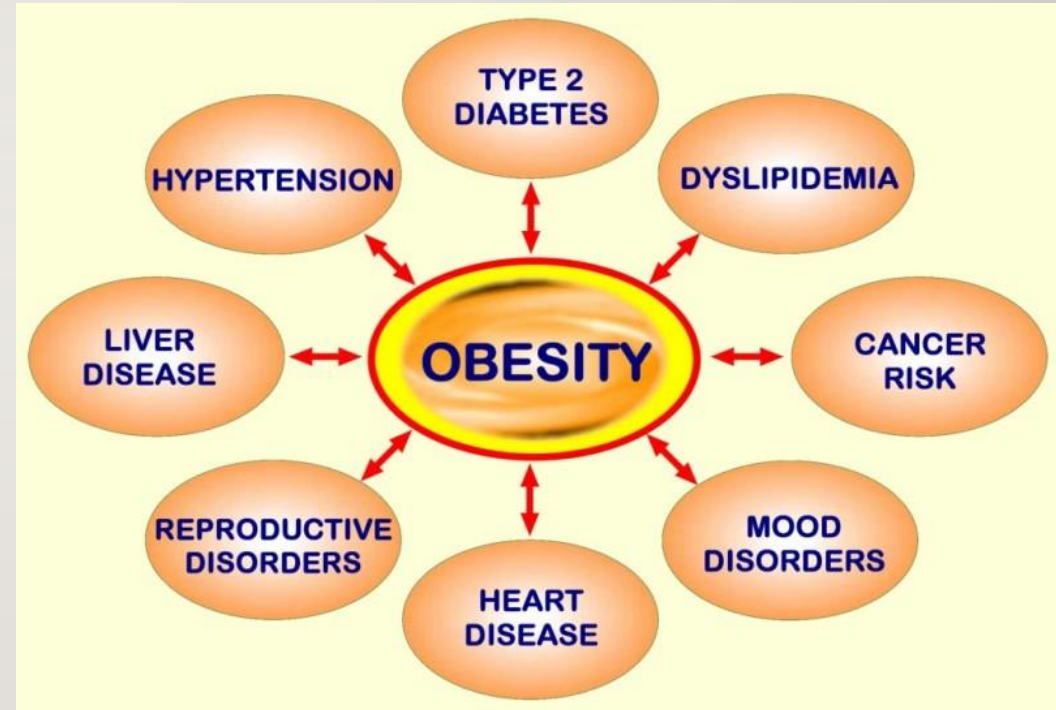 TYPE 2
DIABETES
HYPERTENSION
DYSLIPIDEMIA
LIVER
DISEASE
OBESITY
CANCER
RISK
REPRODUCTIVE
DISORDERS
MOOD
DISORDERS
HEART
DISEASE